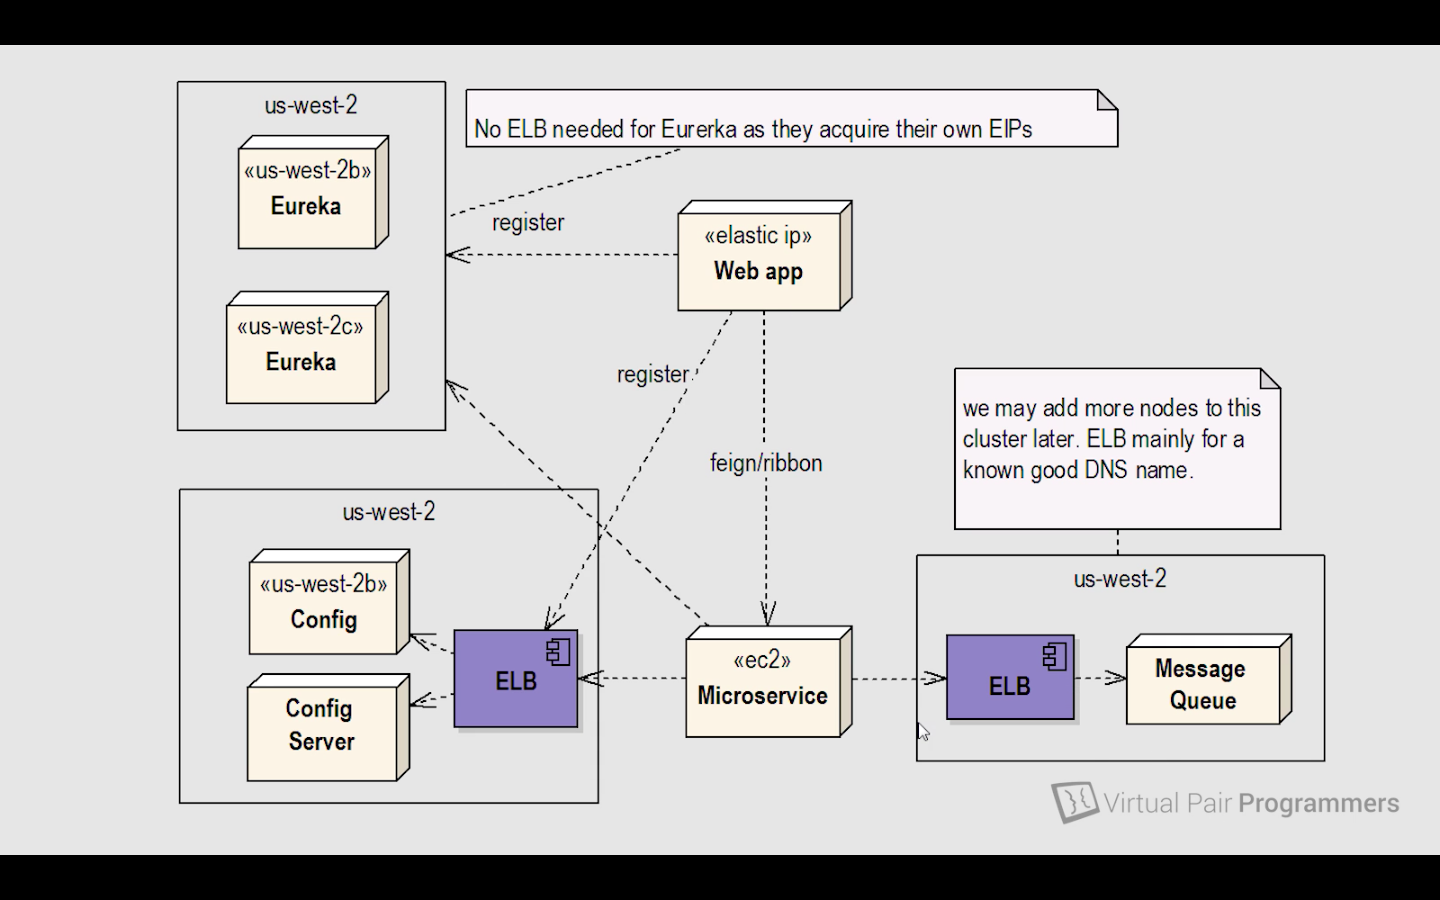 us-west-2
«us-west-2b»
Eureka
«us-west-2c»
Eureka
No ELB needed for Eurerka as they acquire their own EIPs
register
«elastic ip»
Web app
register
feign/ribbon
we may add more nodes to this
cluster later. ELB mainly for a
known good DNS name.
us-west-2
«us-west-2b»
Config
Config
Server
ELB
«ec2»
Microservice
us-west-2
ELB
Message
Queue
Virtual Pair Programmers